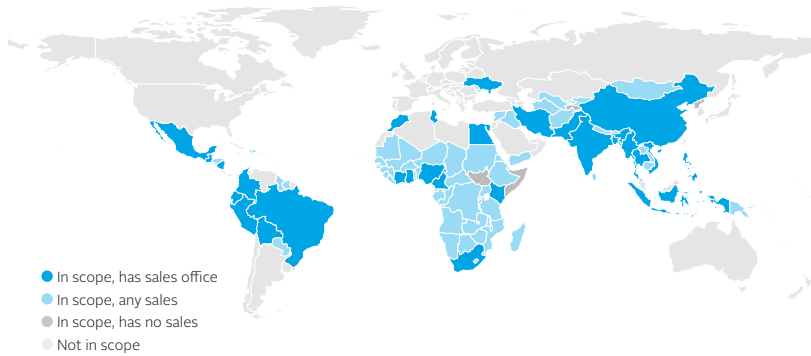 In scope, has sales office
In scope, any sales
In scope, has no sales
Not in scope